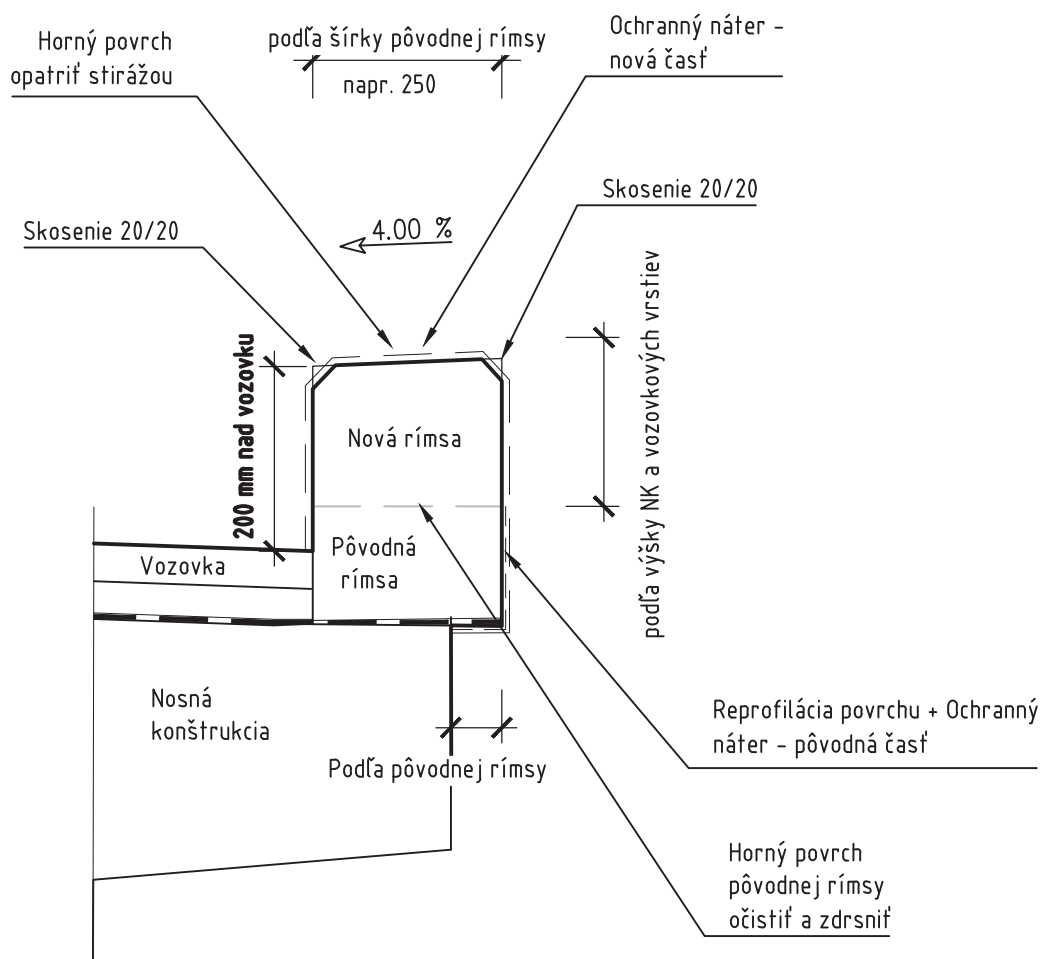 Horný povrch
opatriť stirážou
podľa šírky pôvodnej rímsy
napr. 250
Ochranný náter -
nová časť
Skosenie 20/20
Skosenie 20/20
4.00 %
200 mm nad vozovku
podľa výšky NK a vozovkových vrstiev
Nová rímsa
Pôvodná
rímsa
Vozovka
Nosná
konštrukcia
Podľa pôvodnej rímsy
Reprofilácia povrchu + Ochranný
náter - pôvodná časť
Horný povrch
pôvodnej rímsy
očistiť a zdrsniť